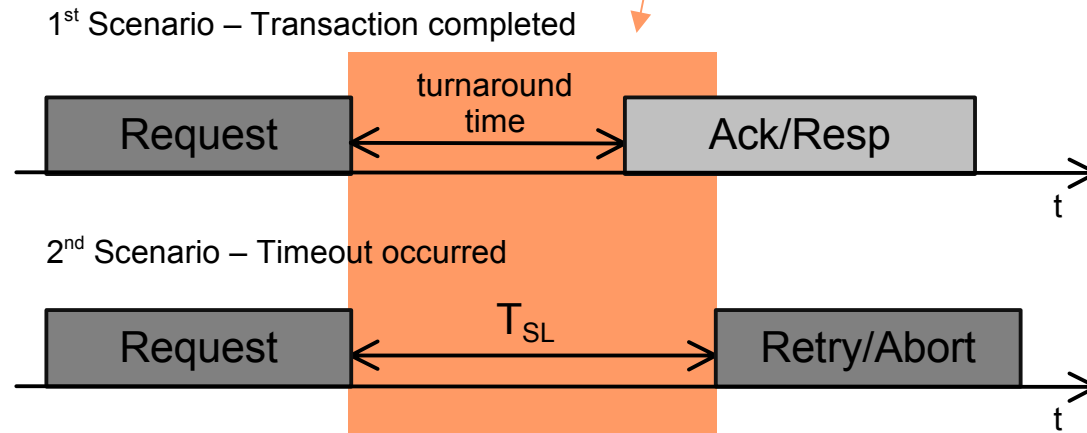 1st Scenario – Transaction completed
turnaround
time
Request
Ack/Resp
t
2nd Scenario – Timeout occurred
TSL
Request
Retry/Abort
t